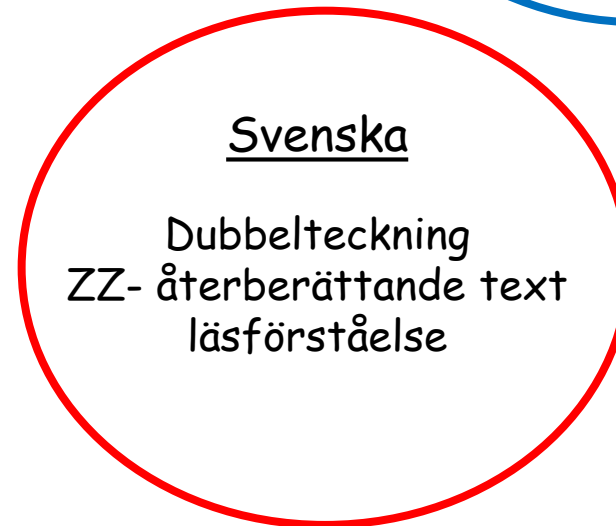 Svenska
Dubbelteckning
ZZ- återberättande text
läsförståelse